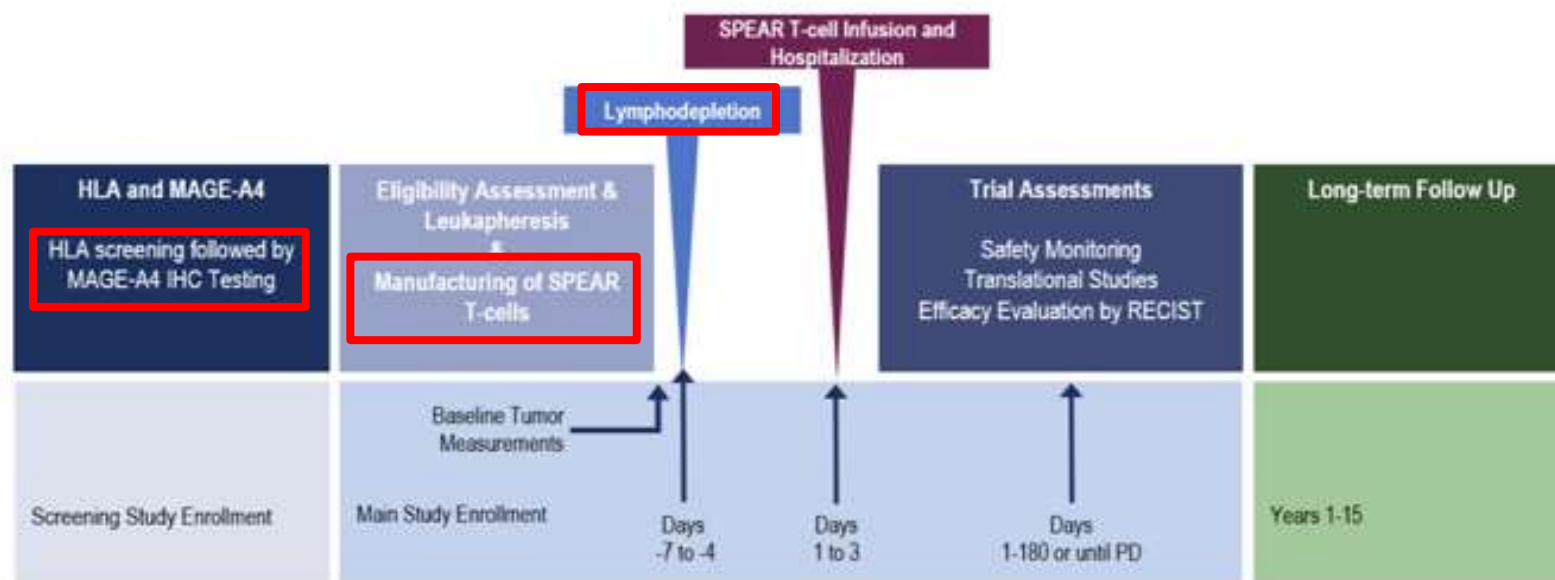 SPEAR T-cell Infusion and
Hospitalization
Lymphodepletion
HLA and MAGE-A4
HLA screening followed by
MAGE-A4 IHC Testing
Eligibility Assessment &
Leukapheresis
&
Manufacturing of SPEAR
T-cells
Trial Assessments
Safety Monitoring
Translational Studies
Efficacy Evaluation by RECIST
Long-term Follow Up
Baseline Tumor
Measurements
Screening Study Enrollment
Main Study Enrollment
Days
-7 to -4
Days
1 to 3
Days
1-180 or until PD
Years 1-15